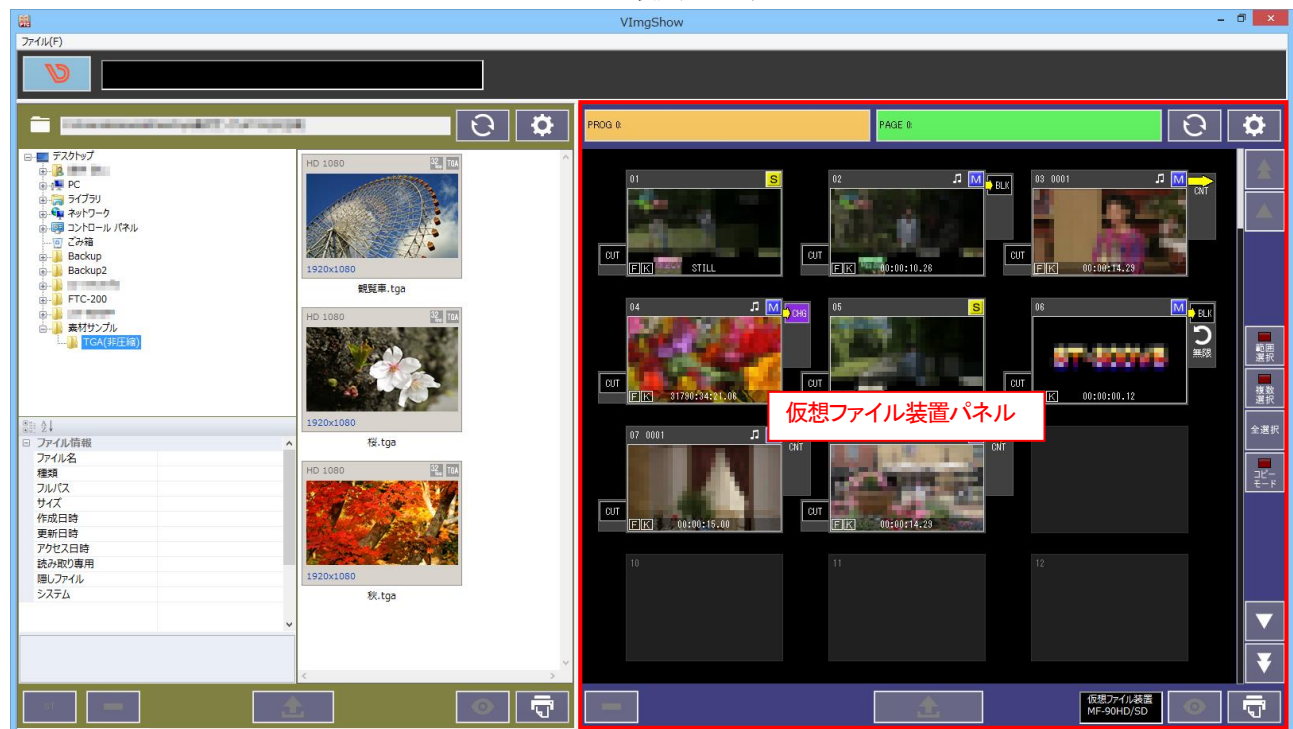 VImgShow
ファイル(F)
デスクトップ
PC
ライブラリ
ネットワーク
コントロール パネル
ごみ箱
Backup
Backup2
FTC-200
素材サンプル
TGA(非圧縮)
ファイル情報
ファイル名
種類
フルパス
サイズ
作成日時
更新日時
アクセス日時
読み取り専用
隠しファイル
システム
HD 1080
32
TGA
1920x1080
観覧車.tga
HD 1080
32
TGA
1920x1080
桜.tga
HD 1080
32
TGA
1920x1080
秋.tga
PROG 0:
PAGE 0:
01
S
CUT
F K
STILL
02
M
BLK
CUT
F K
00:00:10.26
03 0001
M
CNT
CUT
F K
00:00:14.29
04
M
CHG
CUT
F K
31790:34:21.06
05
S
CUT
06
M
BLK
無限
CUT
K
00:00:00.12
仮想ファイル装置パネル
07 0001
CNT
CUT
F K
00:00:15.00
CNT
CUT
F K
00:00:14.29
10
11
12
範囲
選択
複数
選択
全選択
コピー
モード
仮想ファイル装置
MF-90HD/SD